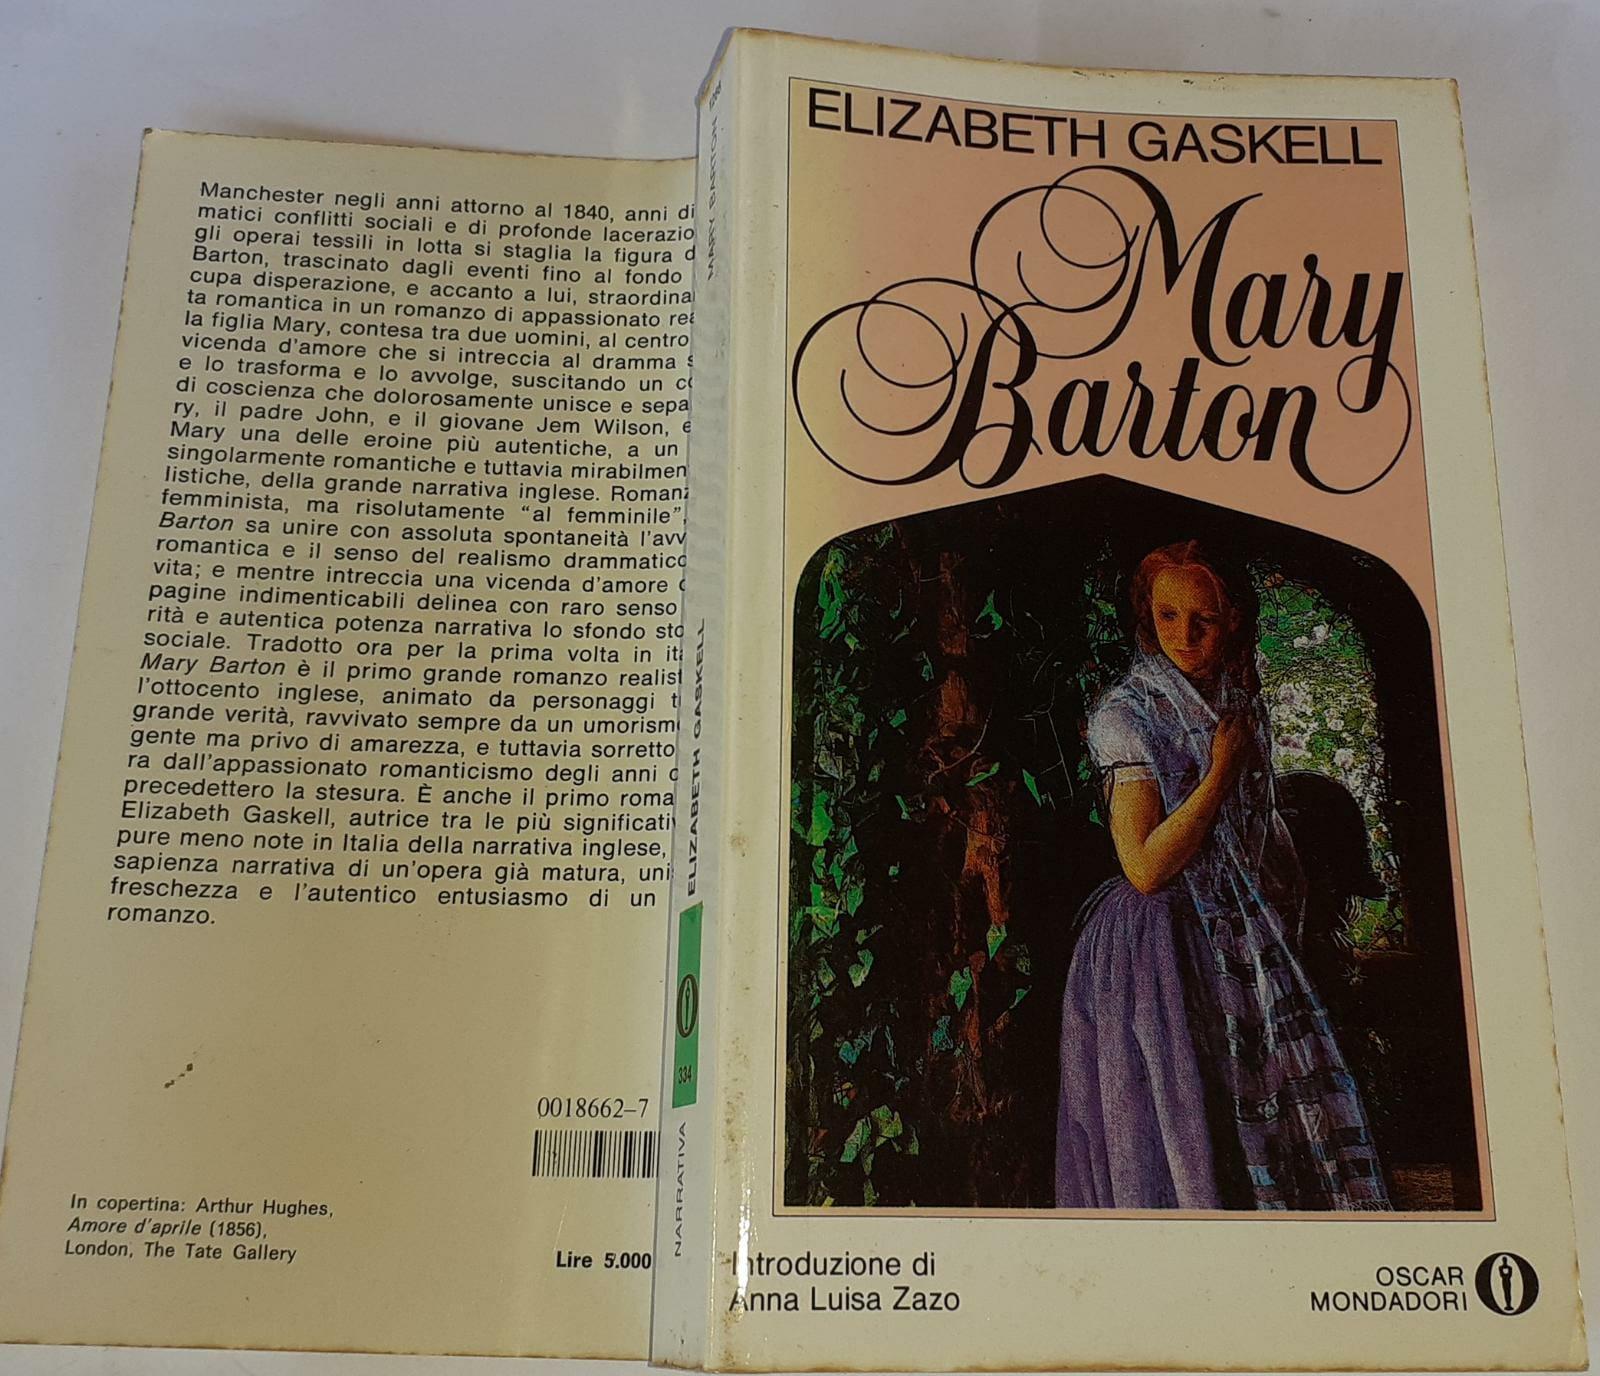 Manchester negli anni attorno al 1840, anni di
matici conflitti sociali e di profonde lacerazio
gli operai tessili in lotta si staglia la figura d
Barton, trascinato dagli eventi fino al fondo
cupa disperazione, e accanto a lui, straordina
ta romantica in un romanzo di appassionato rea
la figlia Mary, contesa tra due uomini, al centro
vicenda d'amore che si intreccia al dramma s
e lo trasforma e lo avvolge, suscitando un co
di coscienza che dolorosamente unisce e sepa
ry, il padre John, e il giovane Jem Wilson, e
Mary una delle eroine più autentiche, a un
singolarmente romantiche e tuttavia mirabilmen
listiche, della grande narrativa inglese. Romanz
femminista, ma risolutamente "al femminile",
Barton sa unire con assoluta spontaneità l'avv
romantica e il senso del realismo drammatico
vita; e mentre intreccia una vicenda d'amore
pagine indimenticabili delinea con raro senso
rità e autentica potenza narrativa lo sfondo sto
sociale. Tradotto ora per la prima volta in ita
Mary Barton è il primo grande romanzo realist
l'ottocento inglese, animato da personaggi t
grande verità, ravvivato sempre da un umorismo
gente ma privo di amarezza, e tuttavia sorretto
ra dall'appassionato romanticismo degli anni c
precedettero la stesura. È anche il primo roma
Elizabeth Gaskell, autrice tra le più significativ
pure meno note in Italia della narrativa inglese,
sapienza narrativa di un'opera già matura, uni
freschezza e l'autentico entusiasmo di un
romanzo.
0018662–7
In copertina: Arthur Hughes,
Amore d'aprile (1856),
London, The Tate Gallery
Lire 5.000
MARY BARTON
ELIZABETH GASKELL
334
NARRATIVA
ELIZABETH GASKELL
Mary
Barton
Introduzione di
Anna Luisa Zazo
OSCAR
MONDADORI